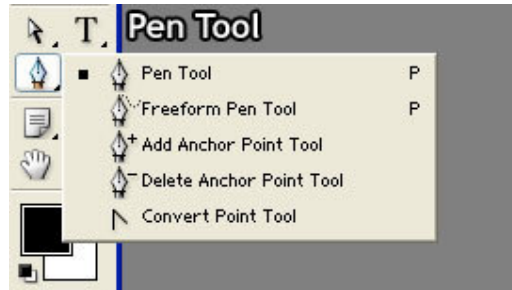 T Pen Tool
Pen Tool P
Freeform Pen Tool P
Add Anchor Point Tool
Delete Anchor Point Tool
Convert Point Tool